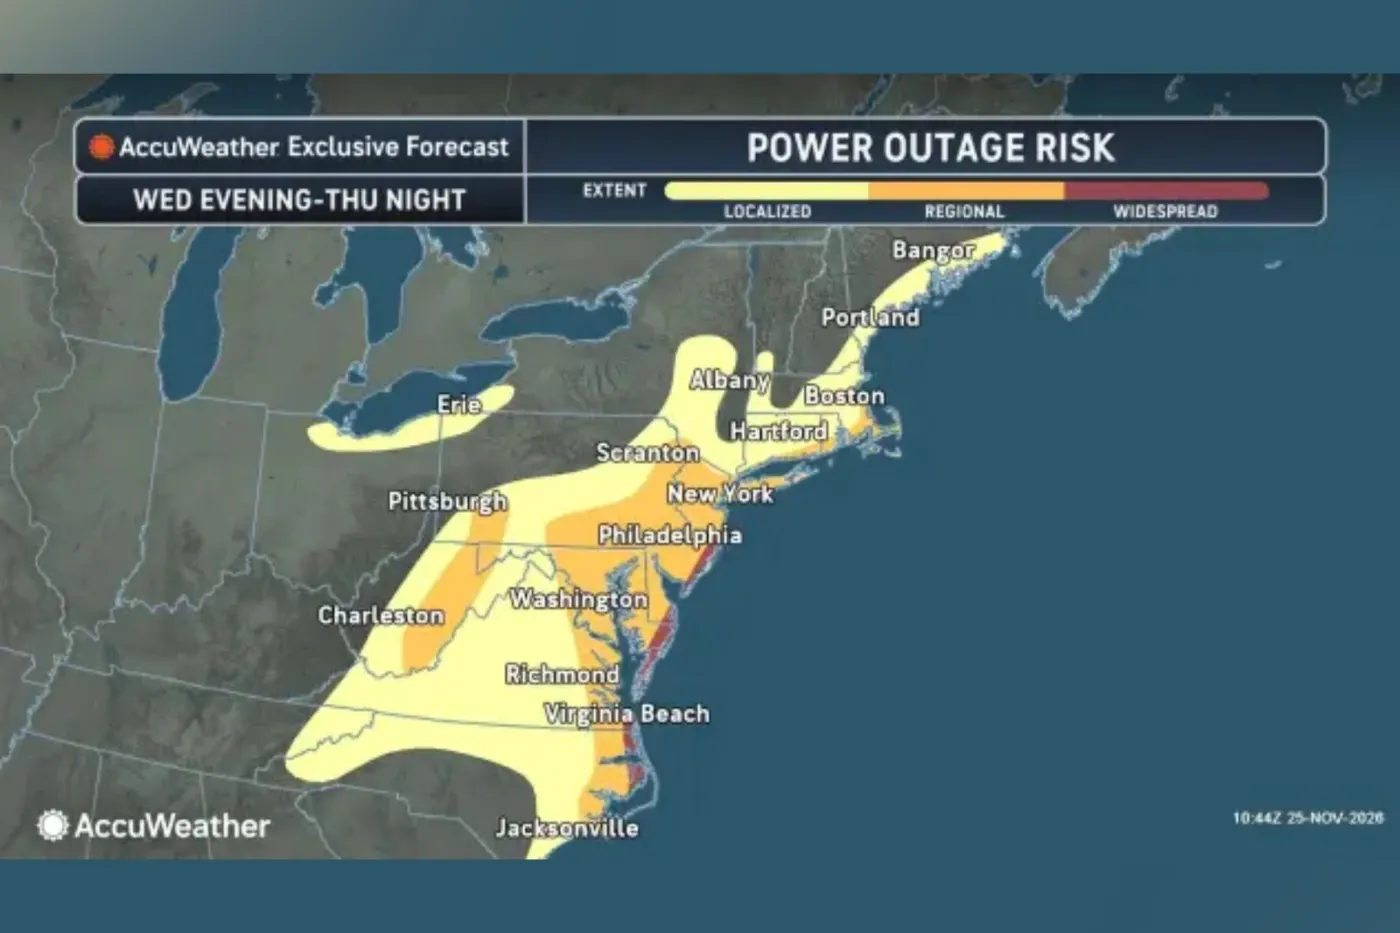 AccuWeather Exclusive Forecast
POWER OUTAGE RISK
WED EVENING-THU NIGHT
EXTENT
LOCALIZED
REGIONAL
WIDESPREAD
Bangor
Portland
Albany
Boston
Erie
Hartford
Scranton
New York
Pittsburgh
Philadelphia
Washington
Charleston
Richmond
Virginia Beach
Jacksonville
AccuWeather
10:44Z 25-NOV-2026